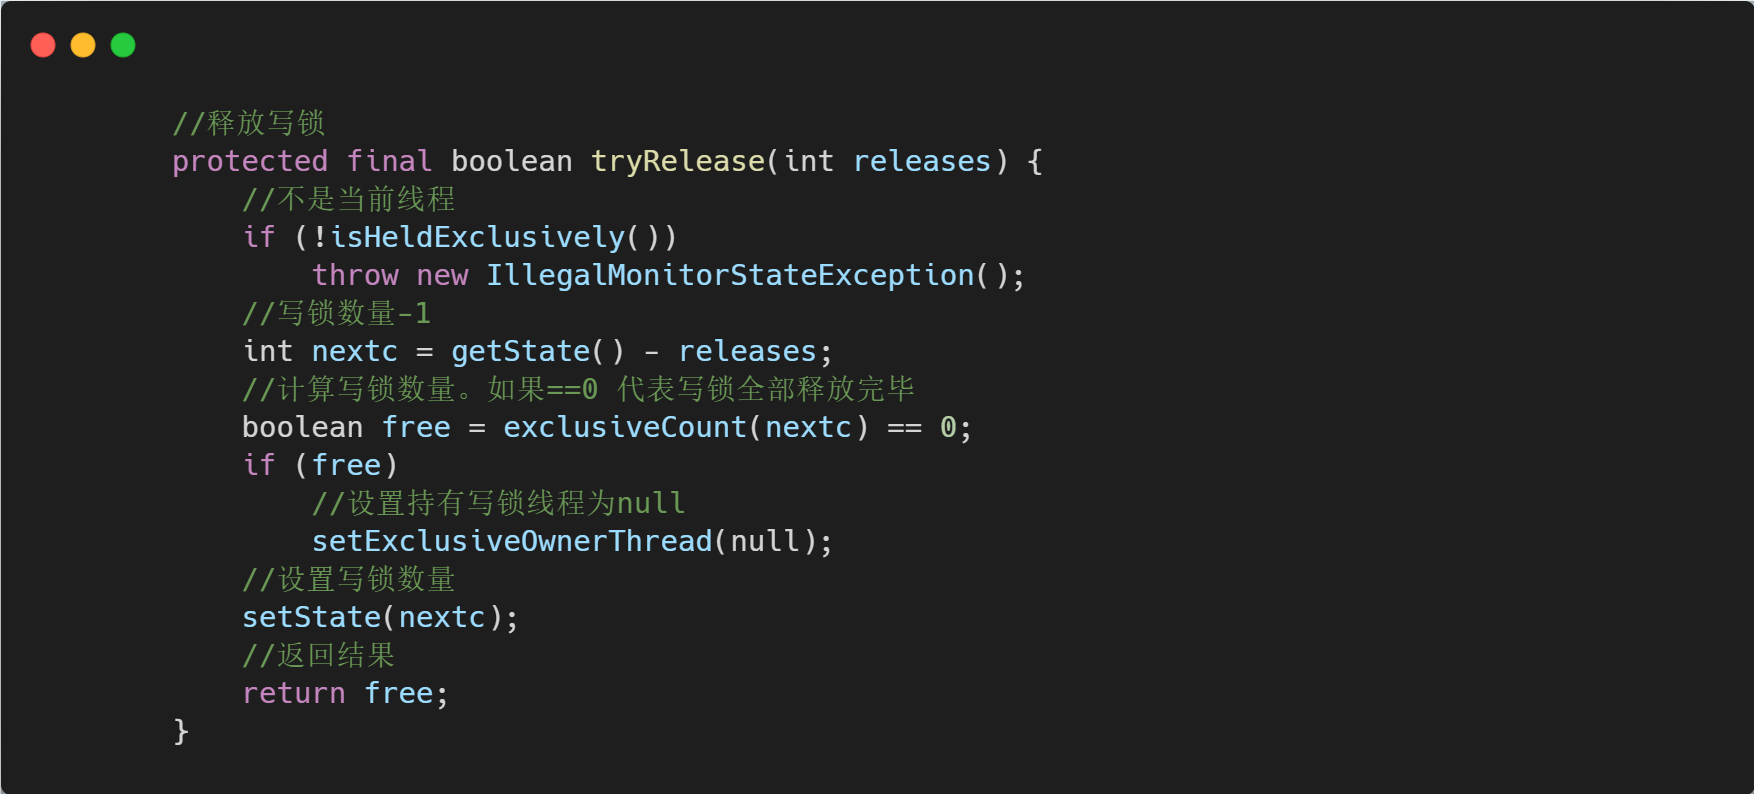 //释放写锁
protected final boolean tryRelease(int releases) {
    //不是当前线程
    if (!isHeldExclusively())
        throw new IllegalMonitorStateException();
    //写锁数量-1
    int nextc = getState() - releases;
    //计算写锁数量。如果==0 代表写锁全部释放完毕
    boolean free = exclusiveCount(nextc) == 0;
    if (free)
        //设置持有写锁线程为null
        setExclusiveOwnerThread(null);
    //设置写锁数量
    setState(nextc);
    //返回结果
    return free;
}